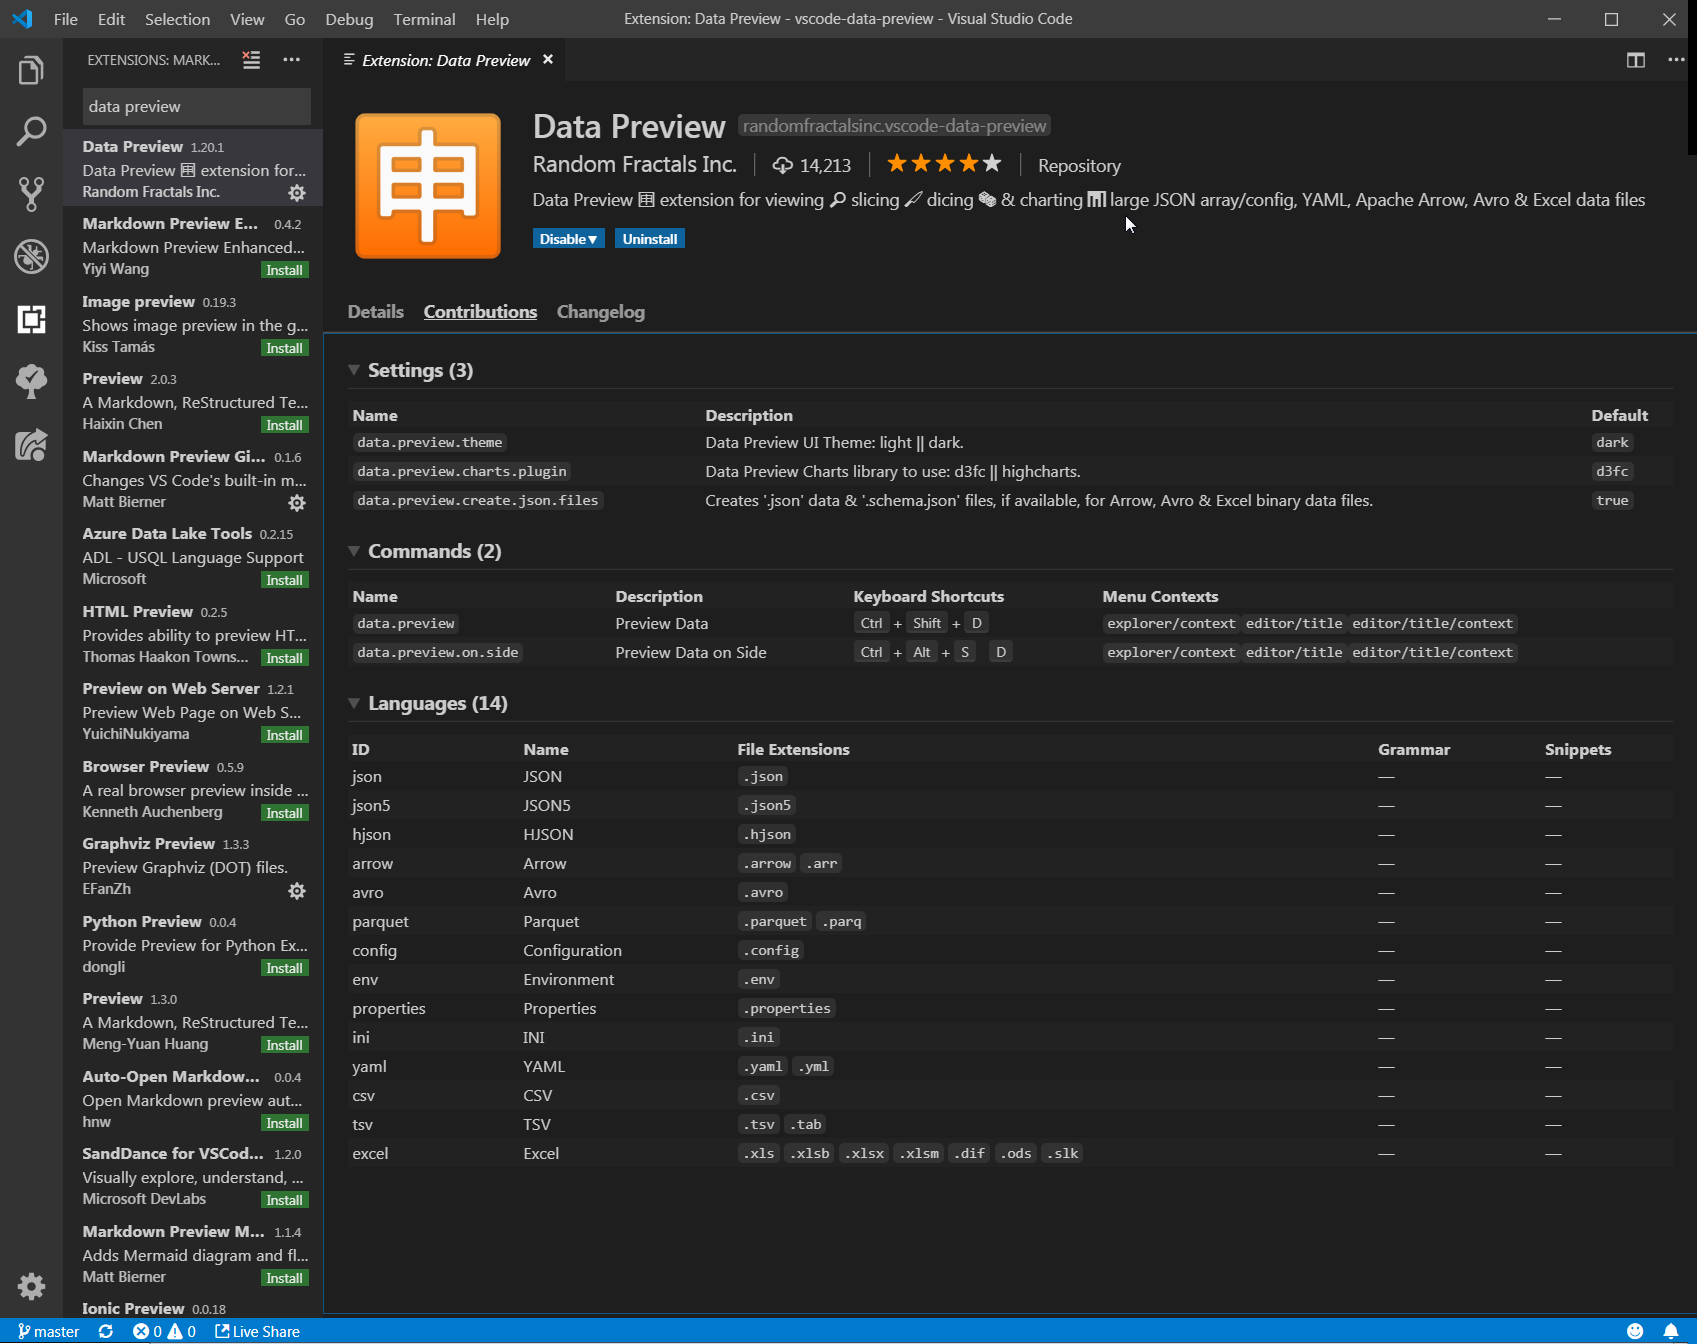 File Edit Selection View Go Debug Terminal Help
Extension: Data Preview - vscode-data-preview - Visual Studio Code
EXTENSIONS: MARK...
data preview
Data Preview 1.20.1
Data Preview extension for...
Random Fractals Inc.
Markdown Preview E... 0.4.2
Markdown Preview Enhanced...
Yiyi Wang Install
Image preview 0.19.3
Shows image preview in the g...
Kiss Tamás Install
Preview 2.0.3
A Markdown, ReStructured Te...
Haixin Chen Install
Markdown Preview Gi... 0.1.6
Changes VS Code's built-in m...
Matt Bierner
Azure Data Lake Tools 0.2.15
ADL - USQL Language Support
Microsoft Install
HTML Preview 0.2.5
Provides ability to preview HT...
Thomas Haakon Towns... Install
Preview on Web Server 1.2.1
Preview Web Page on Web S...
YuichiNukiyama Install
Browser Preview 0.5.9
A real browser preview inside ...
Kenneth Auchenberg Install
Graphviz Preview 1.3.3
Preview Graphviz (DOT) files.
EFanZh
Python Preview 0.0.4
Provide Preview for Python Ex...
dongli Install
Preview 1.3.0
A Markdown, ReStructured Te...
Meng-Yuan Huang Install
Auto-Open Markdow... 0.0.4
Open Markdown preview aut...
hnw Install
SandDance for VSCod... 1.2.0
Visually explore, understand, ...
Microsoft DevLabs Install
Markdown Preview M... 1.1.4
Adds Mermaid diagram and fl...
Matt Bierner Install
Ionic Preview 0.0.18
Extension: Data Preview
申
Data Preview randomfractalsinc.vscode-data-preview
Random Fractals Inc. 14,213 Repository
Data Preview extension for viewing slicing dicing & charting large JSON array/config, YAML, Apache Arrow, Avro & Excel data files
Disable Uninstall
Details Contributions Changelog
Settings (3)
Name Description Default
data.preview.theme Data Preview UI Theme: light || dark. dark
data.preview.charts.plugin Data Preview Charts library to use: d3fc || highcharts. d3fc
data.preview.create.json.files Creates '.json' data & '.schema.json' files, if available, for Arrow, Avro & Excel binary data files. true
Commands (2)
Name Description Keyboard Shortcuts Menu Contexts
data.preview Preview Data Ctrl + Shift + D explorer/context editor/title editor/title/context
data.preview.on.side Preview Data on Side Ctrl + Alt + S D explorer/context editor/title editor/title/context
Languages (14)
ID Name File Extensions Grammar Snippets
json JSON .json — —
json5 JSON5 .json5 — —
hjson HJSON .hjson — —
arrow Arrow .arrow .arr — —
avro Avro .avro — —
parquet Parquet .parquet .parq — —
config Configuration .config — —
env Environment .env — —
properties Properties .properties — —
ini INI .ini — —
yaml YAML .yaml .yml — —
csv CSV .csv — —
tsv TSV .tsv .tab — —
excel Excel .xls .xlsb .xlsx .xlsm .dif .ods .slk — —
master 0 0 Live Share